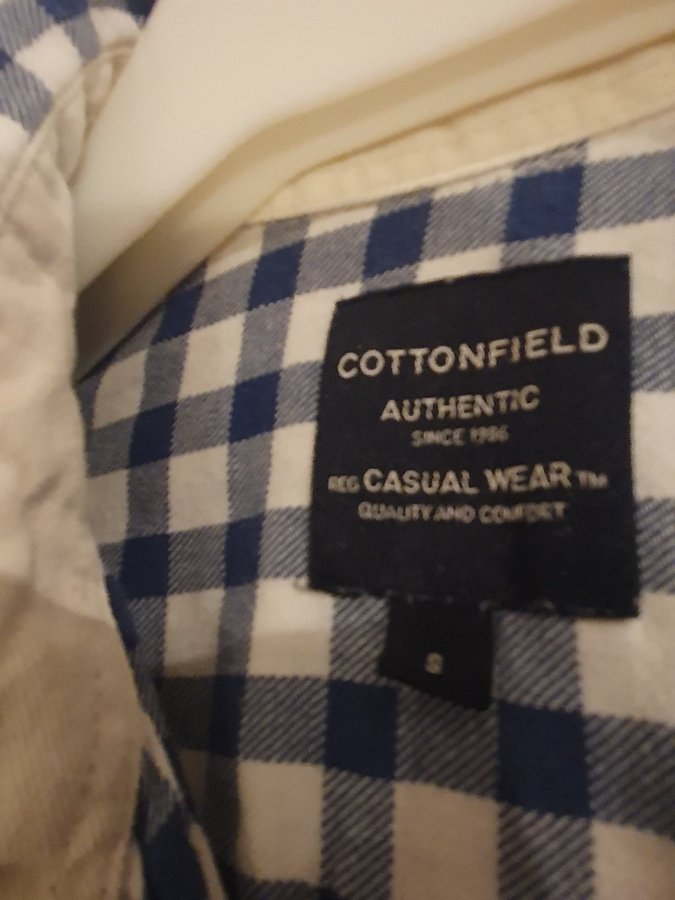 COTTONFIELD
AUTHENTIC
SINCE 1986
REG CASUAL WEAR TM
QUALITY AND COMFORT
S